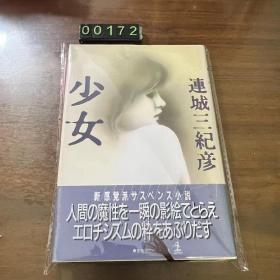 00172
連城三紀彦
少女
新感覚派サスペンス小説
人間の魔性を一瞬の影絵でとらえ
エロチシズムの粋をあぶりだす